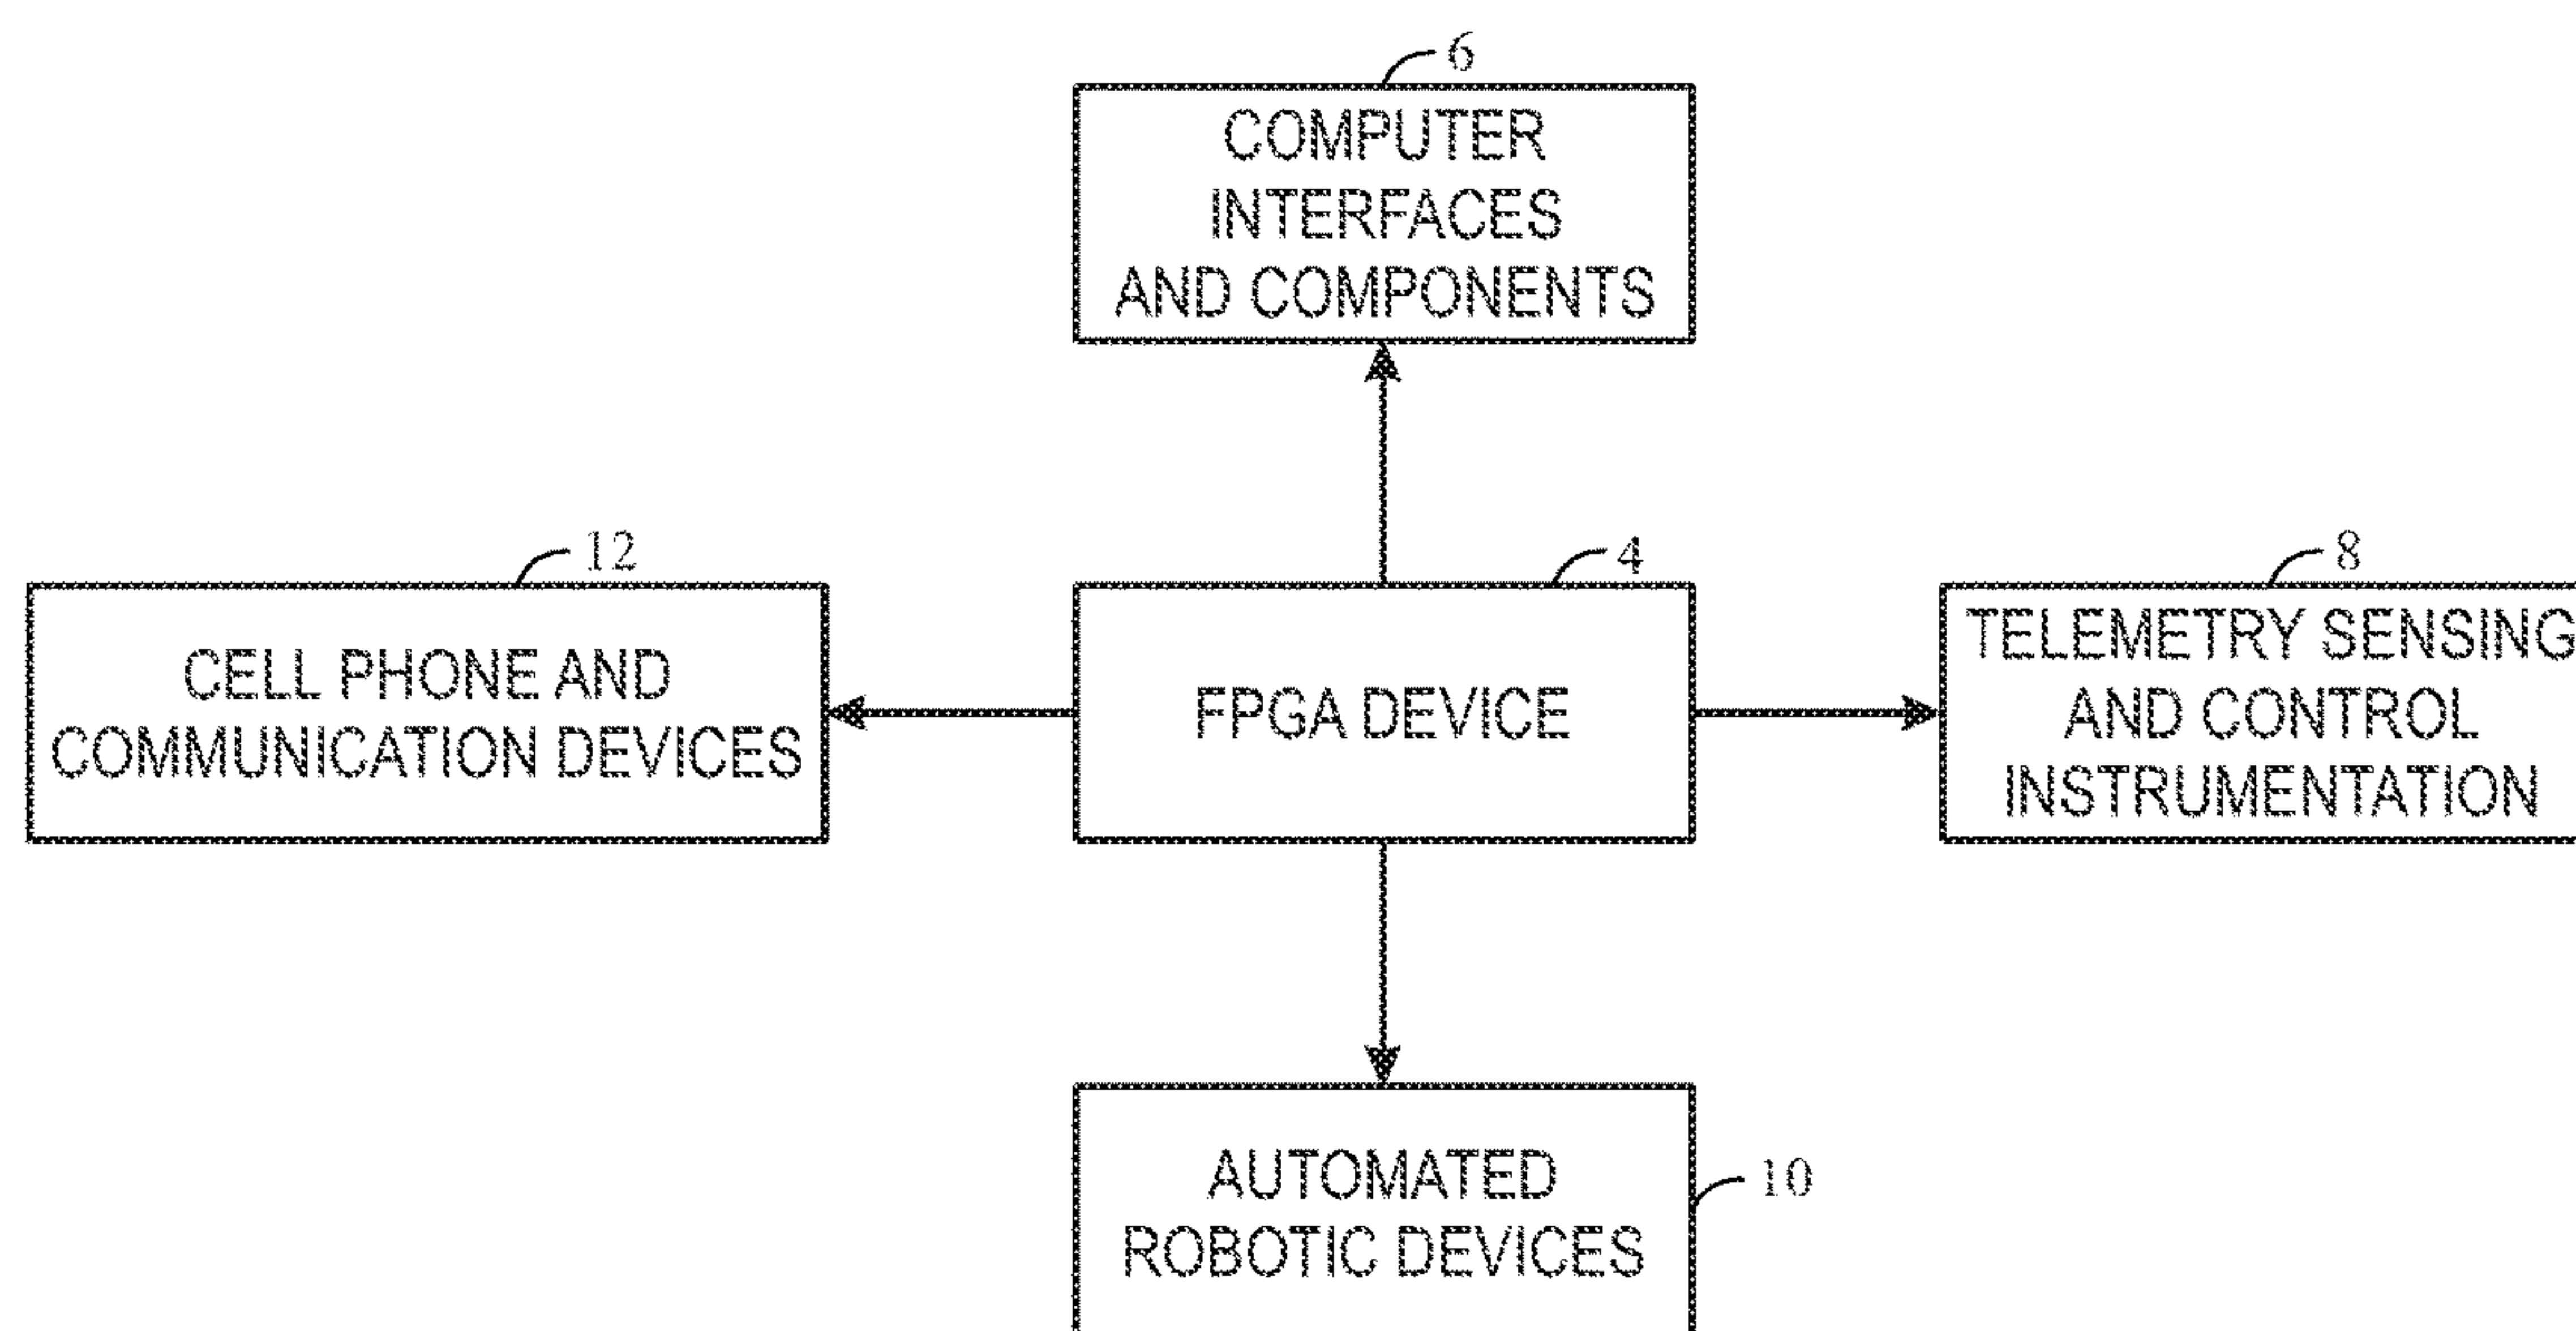 6
COMPUTER
INTERFACES
AND COMPONENTS
12
CELL PHONE AND
COMMUNICATION DEVICES
4
FPGA DEVICE
8
TELEMETRY SENSING
AND CONTROL
INSTRUMENTATION
AUTOMATED
ROBOTIC DEVICES
10